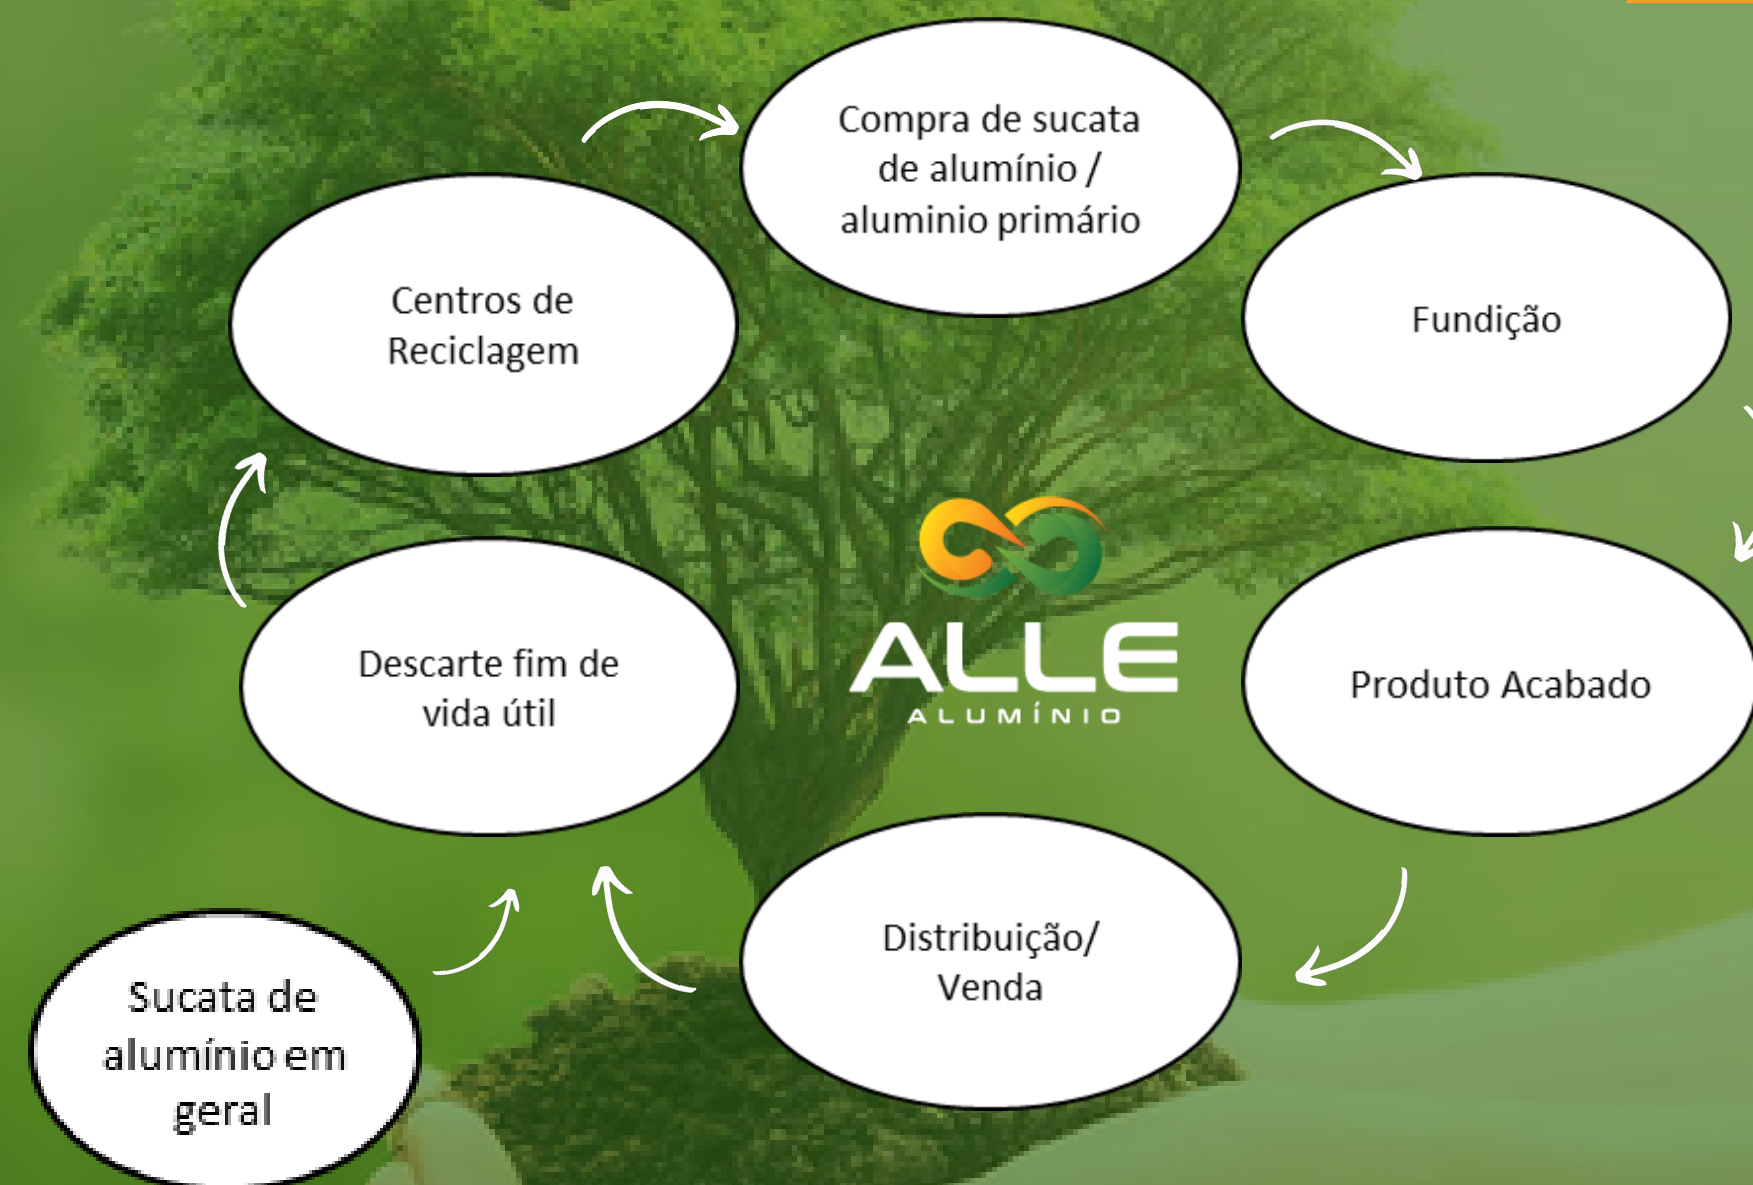 Compra de sucata
de alumínio /
aluminio primário
Centros de
Reciclagem
Fundição
Descarte fim de
vida útil
ALLE
ALUMÍNIO
Produto Acabado
Distribuição/
Venda
Sucata de
alumínio em
geral